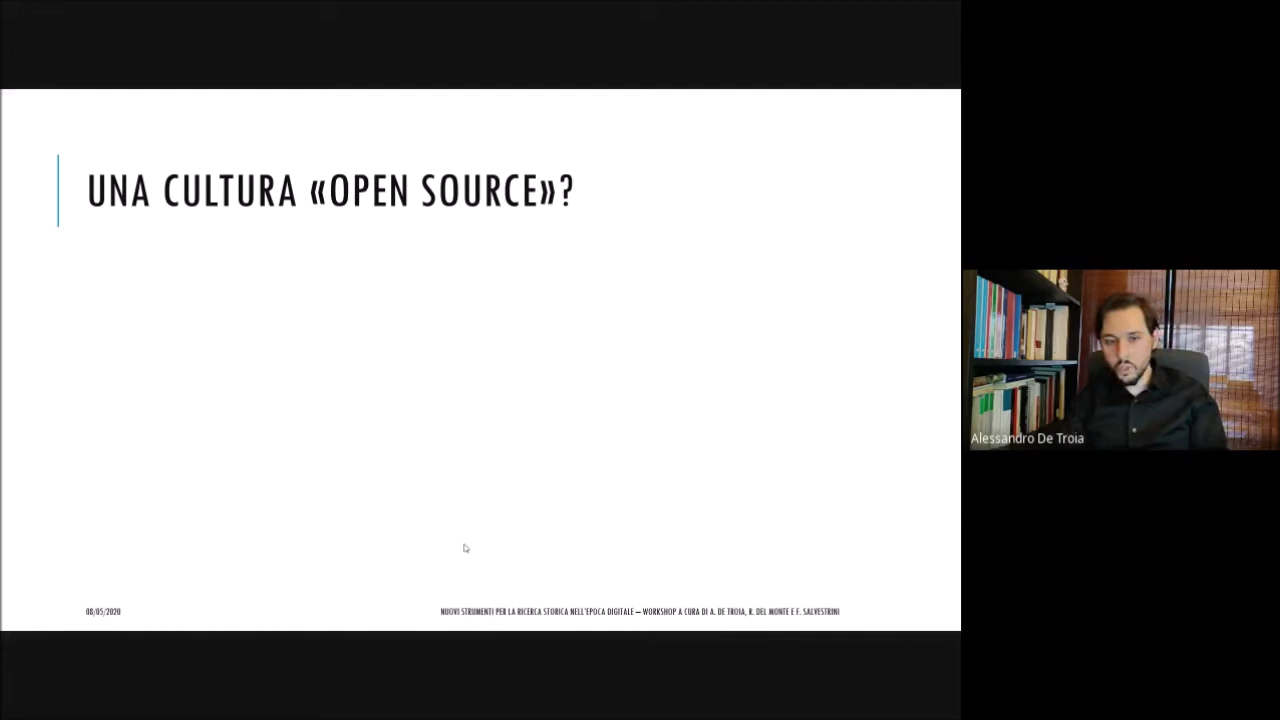 UNA CULTURA «OPEN SOURCE»?
Alessandro De Troia
08/05/2020
NUOVI STRUMENTI PER LA RICERCA STORICA NELL'EPOCA DIGITALE – WORKSHOP A CURA DI A. DE TROIA, R. DEL MONTE E F. SALVESTRINI